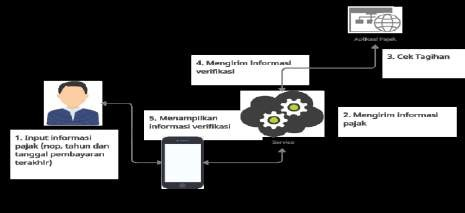 Aplikasi Pajak
3. Cek Tagihan
4. Mengirim Informasi
verifikasi
2. Mengirim informasi
pajak
5. Menampilkan
informasi verifikasi
Service
1. Input informasi
pajak (nop, tahun dan
tanggal pembayaran
terakhir)